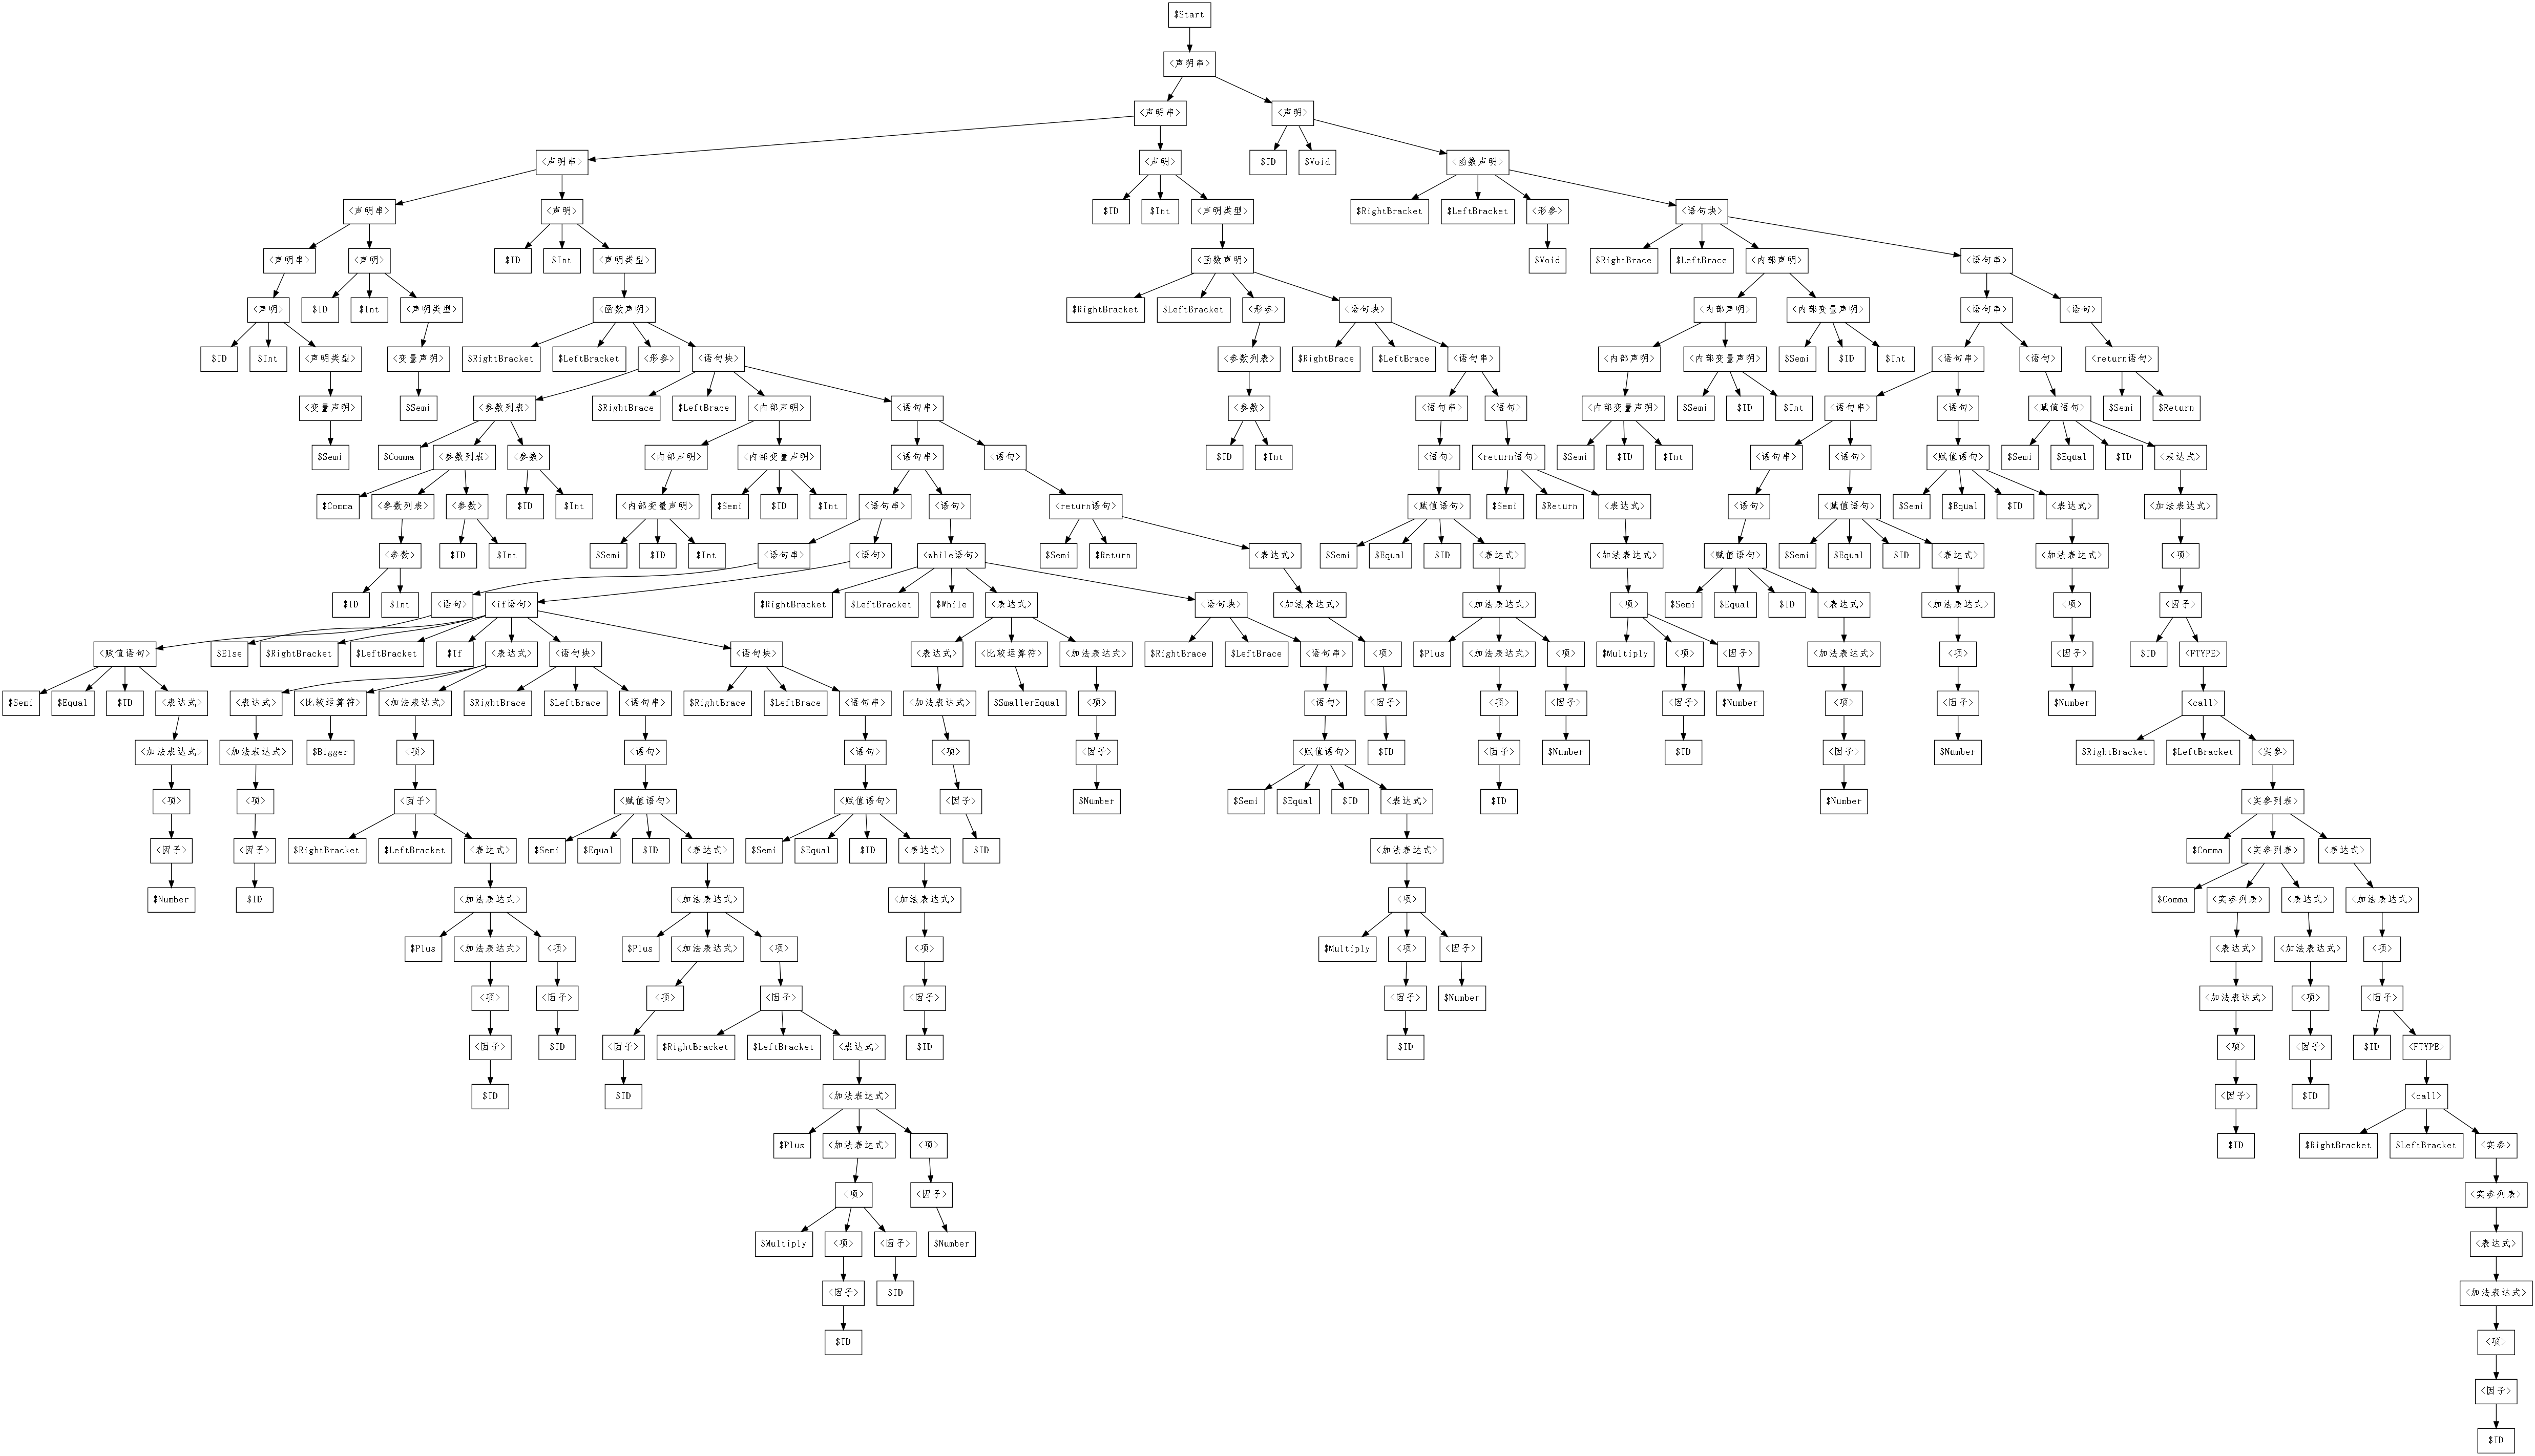 $Start
<声明串>
<声明串> <声明>
<声明串> <声明> $ID $Void <函数声明>
<声明串> <声明> $ID $Int <声明类型> $RightBracket $LeftBracket <形参> <语句块>
<声明串> <声明> $ID $Int <声明类型> <函数声明> $Void $RightBrace $LeftBrace <内部声明> <语句串>
<声明> $ID $Int <声明类型> <函数声明> $RightBracket $LeftBracket <形参> <语句块> <内部声明> <内部变量声明> <语句串> <语句>
$ID $Int <声明类型> <变量声明> $RightBracket $LeftBracket <形参> <语句块> <参数列表> $RightBrace $LeftBrace <语句串> <内部声明> <内部变量声明> $Semi $ID $Int <语句串> <语句> <return语句>
<变量声明> $Semi <参数列表> $RightBrace $LeftBrace <内部声明> <语句串> <参数> <语句串> <语句> <内部变量声明> $Semi $ID $Int <语句串> <语句> <赋值语句> $Semi $Return
$Semi $Comma <参数列表> <参数> <内部声明> <内部变量声明> <语句串> <语句> $ID $Int <语句> <return语句> $Semi $ID $Int <语句串> <语句> <赋值语句> $Semi $Equal $ID <表达式>
$Comma <参数列表> <参数> $ID $Int <内部变量声明> $Semi $ID $Int <语句串> <语句> <return语句> <赋值语句> $Semi $Return <表达式> <语句> <赋值语句> $Semi $Equal $ID <表达式> <加法表达式>
<参数> $ID $Int $Semi $ID $Int <语句串> <语句> <while语句> $Semi $Return <表达式> $Semi $Equal $ID <表达式> <加法表达式> <赋值语句> $Semi $Equal $ID <表达式> <加法表达式> <项>
$ID $Int <语句> <if语句> $RightBracket $LeftBracket $While <表达式> <语句块> <加法表达式> <加法表达式> <项> $Semi $Equal $ID <表达式> <加法表达式> <项> <因子>
<赋值语句> $Else $RightBracket $LeftBracket $If <表达式> <语句块> <语句块> <表达式> <比较运算符> <加法表达式> $RightBrace $LeftBrace <语句串> <项> $Plus <加法表达式> <项> $Multiply <项> <因子> <加法表达式> <项> <因子> $ID <FTYPE>
$Semi $Equal $ID <表达式> <表达式> <比较运算符> <加法表达式> $RightBrace $LeftBrace <语句串> $RightBrace $LeftBrace <语句串> <加法表达式> $SmallerEqual <项> <语句> <因子> <项> <因子> <因子> $Number <项> <因子> $Number <call>
<加法表达式> <加法表达式> $Bigger <项> <语句> <语句> <项> <因子> <赋值语句> $ID <因子> $Number $ID <因子> $Number $RightBracket $LeftBracket <实参>
<项> <项> <因子> <赋值语句> <赋值语句> <因子> $Number $Semi $Equal $ID <表达式> $ID $Number <实参列表>
<因子> <因子> $RightBracket $LeftBracket <表达式> $Semi $Equal $ID <表达式> $Semi $Equal $ID <表达式> $ID <加法表达式> $Comma <实参列表> <表达式>
$Number $ID <加法表达式> <加法表达式> <加法表达式> <项> $Comma <实参列表> <表达式> <加法表达式>
$Plus <加法表达式> <项> $Plus <加法表达式> <项> <项> $Multiply <项> <因子> <表达式> <加法表达式> <项>
<项> <因子> <项> <因子> <因子> <因子> $Number <加法表达式> <项> <因子>
<因子> $ID <因子> $RightBracket $LeftBracket <表达式> $ID $ID <项> <因子> $ID <FTYPE>
$ID $ID <加法表达式> <因子> $ID <call>
$Plus <加法表达式> <项> $ID $RightBracket $LeftBracket <实参>
<项> <因子> <实参列表>
$Multiply <项> <因子> $Number <表达式>
<因子> $ID <加法表达式>
$ID <项>
<因子>
$ID